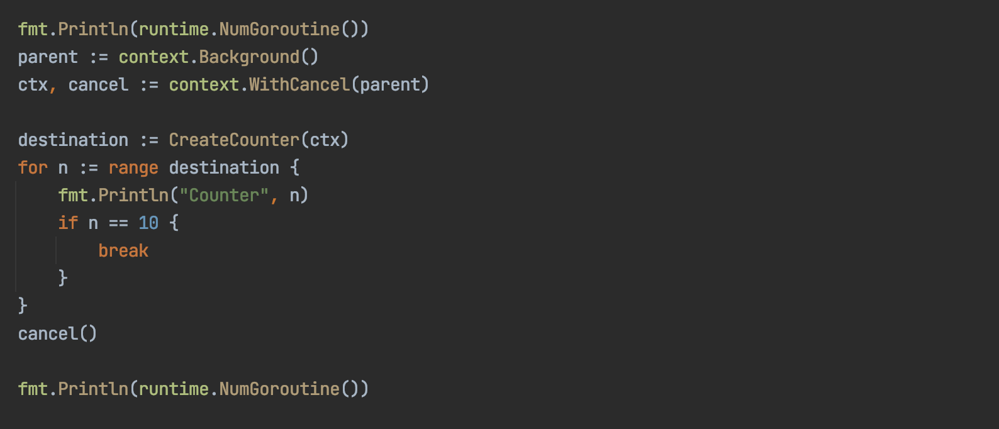 fmt.Println(runtime.NumGoroutine())
parent := context.Background()
ctx, cancel := context.WithCancel(parent)

destination := CreateCounter(ctx)
for n := range destination {
    fmt.Println("Counter", n)
    if n == 10 {
        break
    }
}
cancel()

fmt.Println(runtime.NumGoroutine())